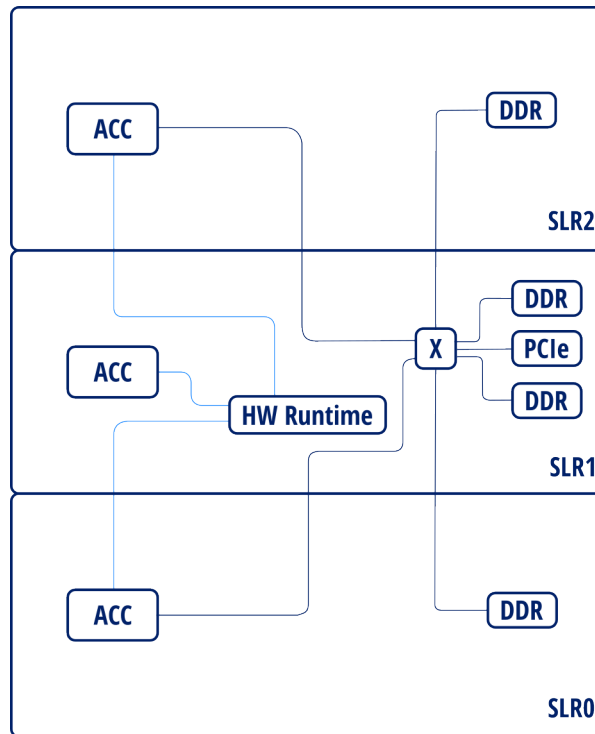 ACC
DDR
SLR2
DDR
X
PCIe
ACC
DDR
HW Runtime
SLR1
ACC
DDR
SLR0